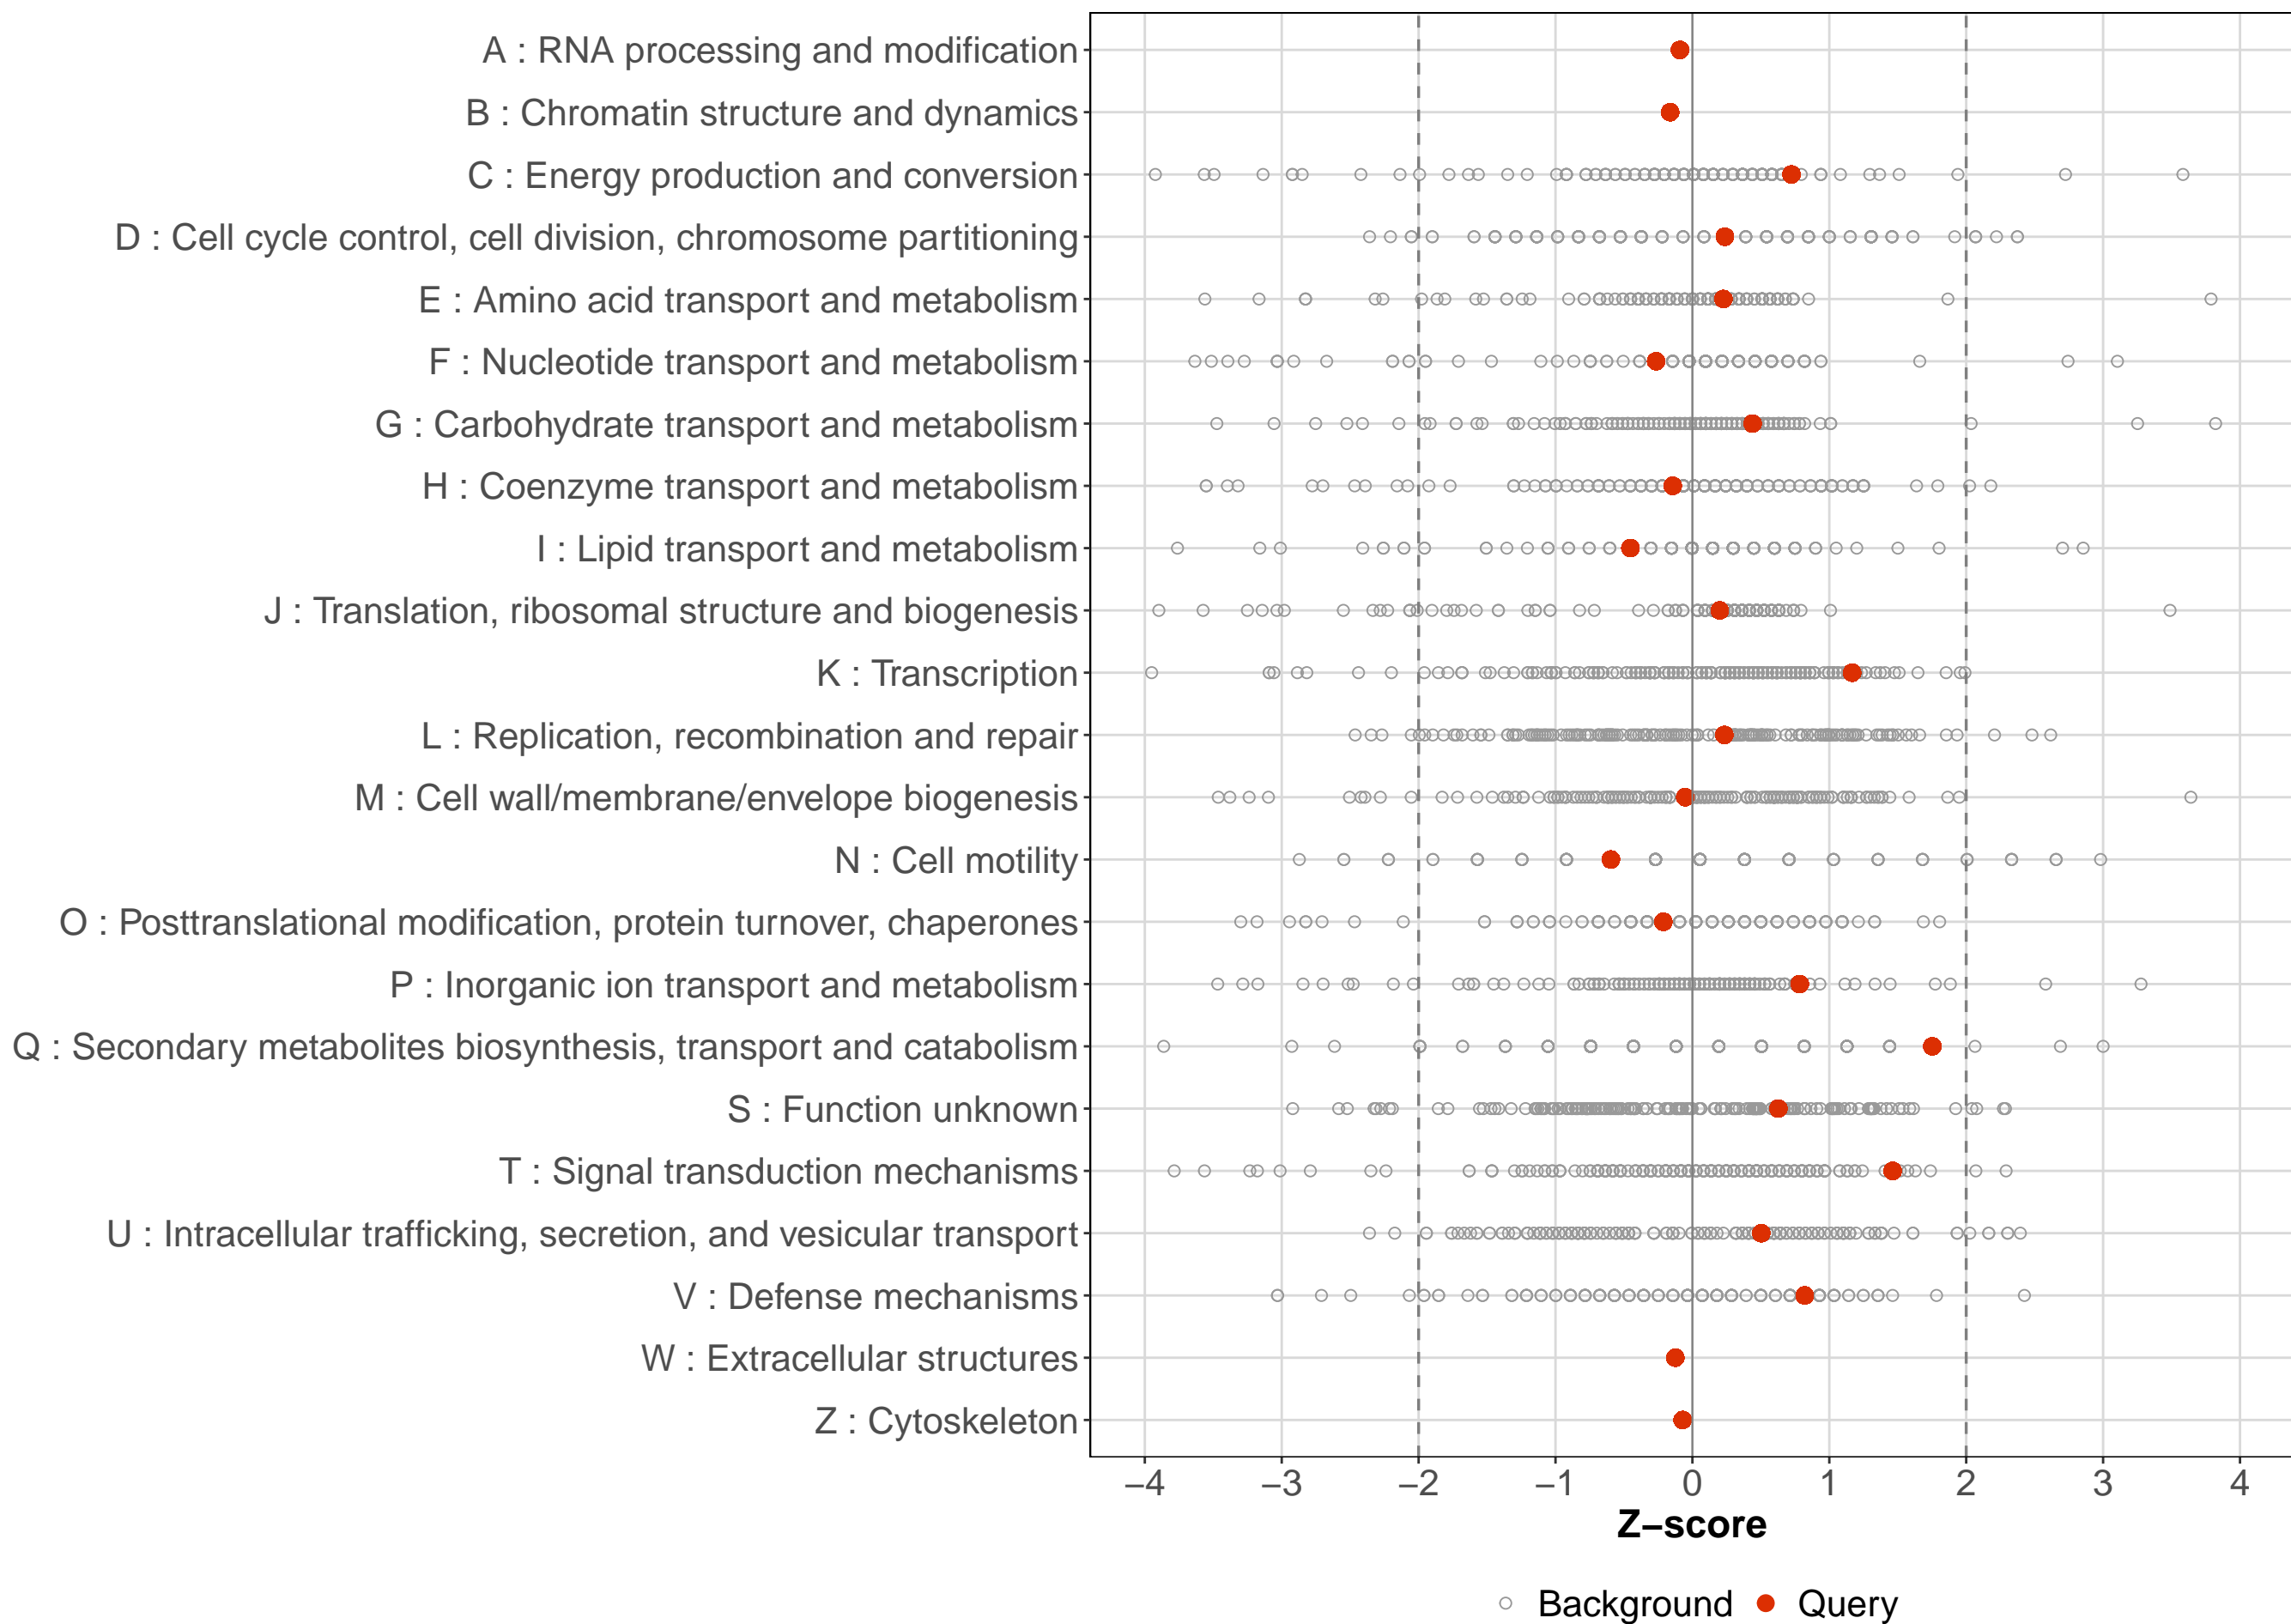 A : RNA processing and modification
B : Chromatin structure and dynamics
C : Energy production and conversion
D : Cell cycle control, cell division, chromosome partitioning
E : Amino acid transport and metabolism
F : Nucleotide transport and metabolism
G : Carbohydrate transport and metabolism
H : Coenzyme transport and metabolism
I : Lipid transport and metabolism
J : Translation, ribosomal structure and biogenesis
K : Transcription
L : Replication, recombination and repair
M : Cell wall/membrane/envelope biogenesis
N : Cell motility
O : Posttranslational modification, protein turnover, chaperones
P : Inorganic ion transport and metabolism
Q : Secondary metabolites biosynthesis, transport and catabolism
S : Function unknown
T : Signal transduction mechanisms
U : Intracellular trafficking, secretion, and vesicular transport
V : Defense mechanisms
W : Extracellular structures
Z : Cytoskeleton
−4 −3 −2 −1 0 1 2 3 4
Z−score
Background Query